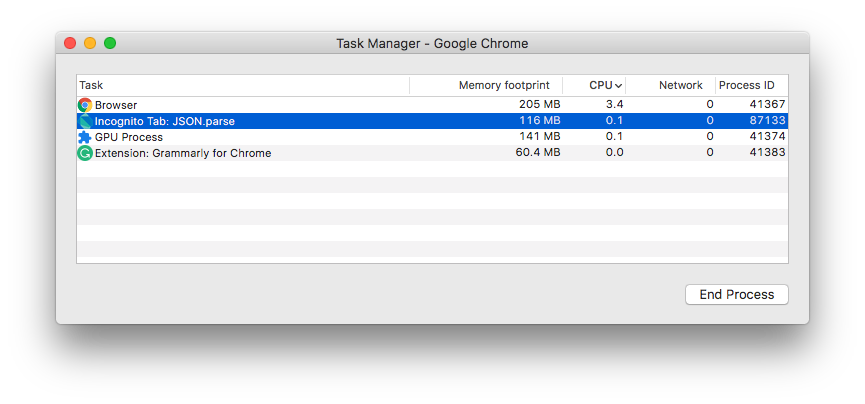 Task Manager - Google Chrome
Task Memory footprint CPU Network Process ID
Browser 205 MB 3.4 0 41367
Incognito Tab: JSON.parse 116 MB 0.1 0 87133
GPU Process 141 MB 0.1 0 41374
Extension: Grammarly for Chrome 60.4 MB 0.0 0 41383
End Process